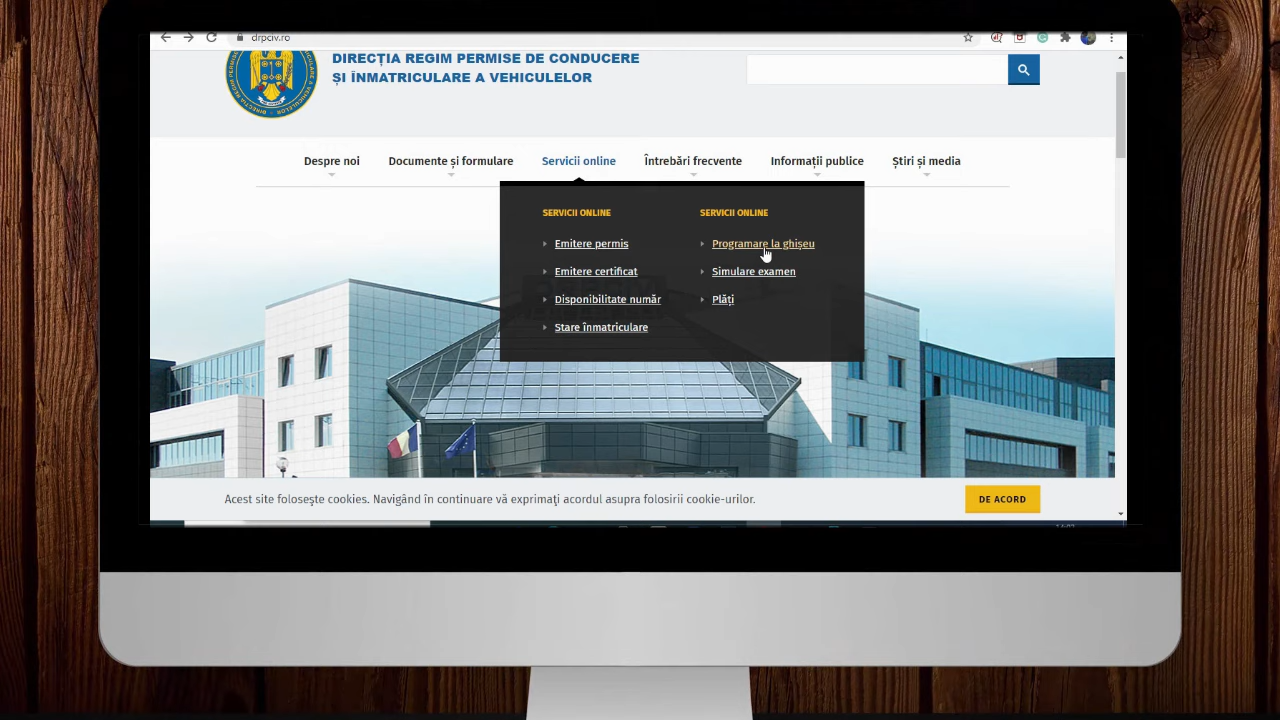 drpciv.ro
DIRECȚIA REGIM PERMISE DE CONDUCERE
ȘI ÎNMATRICULARE A VEHICULELOR
Despre noi
Documente și formulare
Servicii online
Întrebări frecvente
Informații publice
Știri și media
SERVICII ONLINE
Emitere permis
Emitere certificat
Disponibilitate număr
Stare înmatriculare
SERVICII ONLINE
Programare la ghișeu
Simulare examen
Plăți
Acest site folosește cookies. Navigând în continuare vă exprimați acordul asupra folosirii cookie-urilor.
DE ACORD